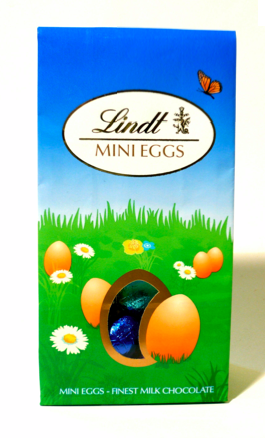 Lindt
MINI EGGS
MINI EGGS - FINEST MILK CHOCOLATE